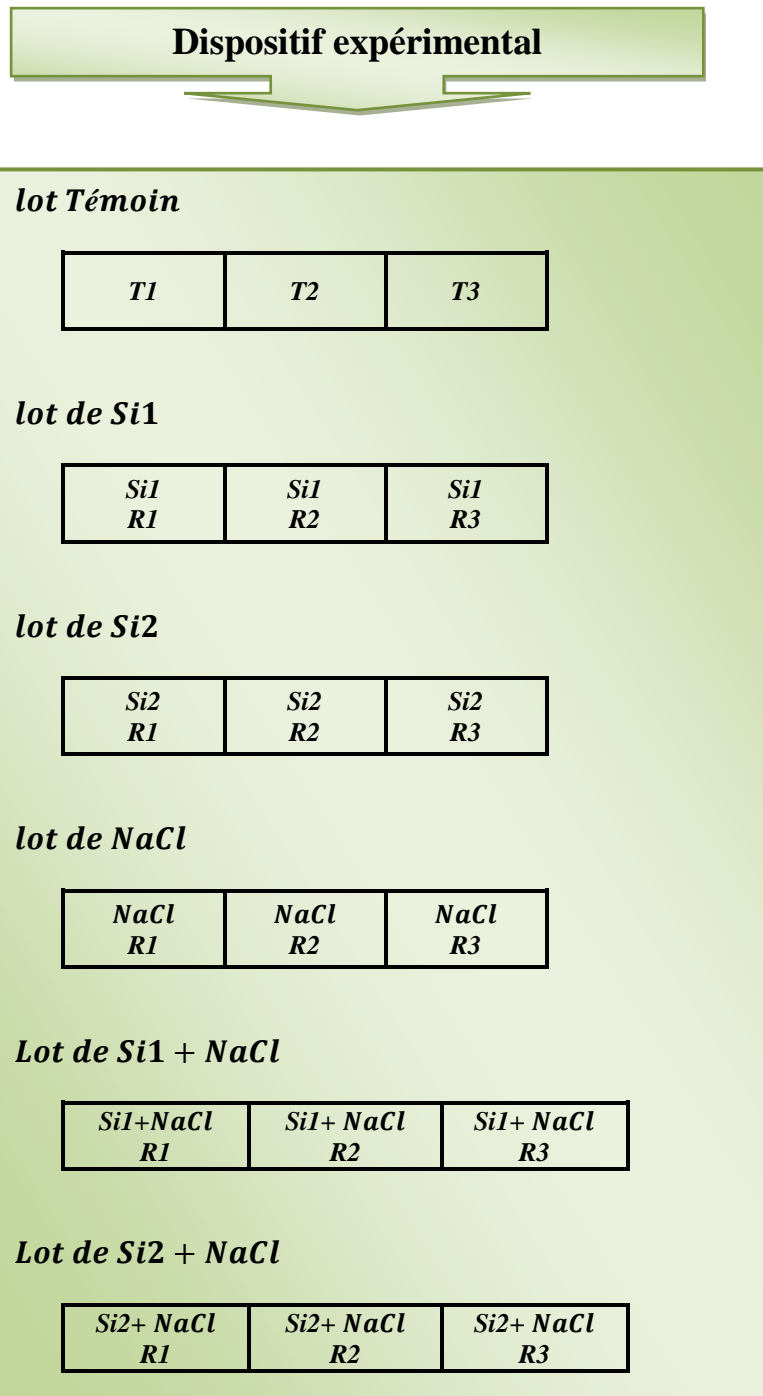 Dispositif expérimental
lot Témoin
T1 T2 T3
lot de Si1
Si1 Si1 Si1
R1 R2 R3
lot de Si2
Si2 Si2 Si2
R1 R2 R3
lot de NaCl
NaCl NaCl NaCl
R1 R2 R3
Lot de Si1 + NaCl
Si1+NaCl Si1+ NaCl Si1+ NaCl
R1 R2 R3
Lot de Si2 + NaCl
Si2+ NaCl Si2+ NaCl Si2+ NaCl
R1 R2 R3